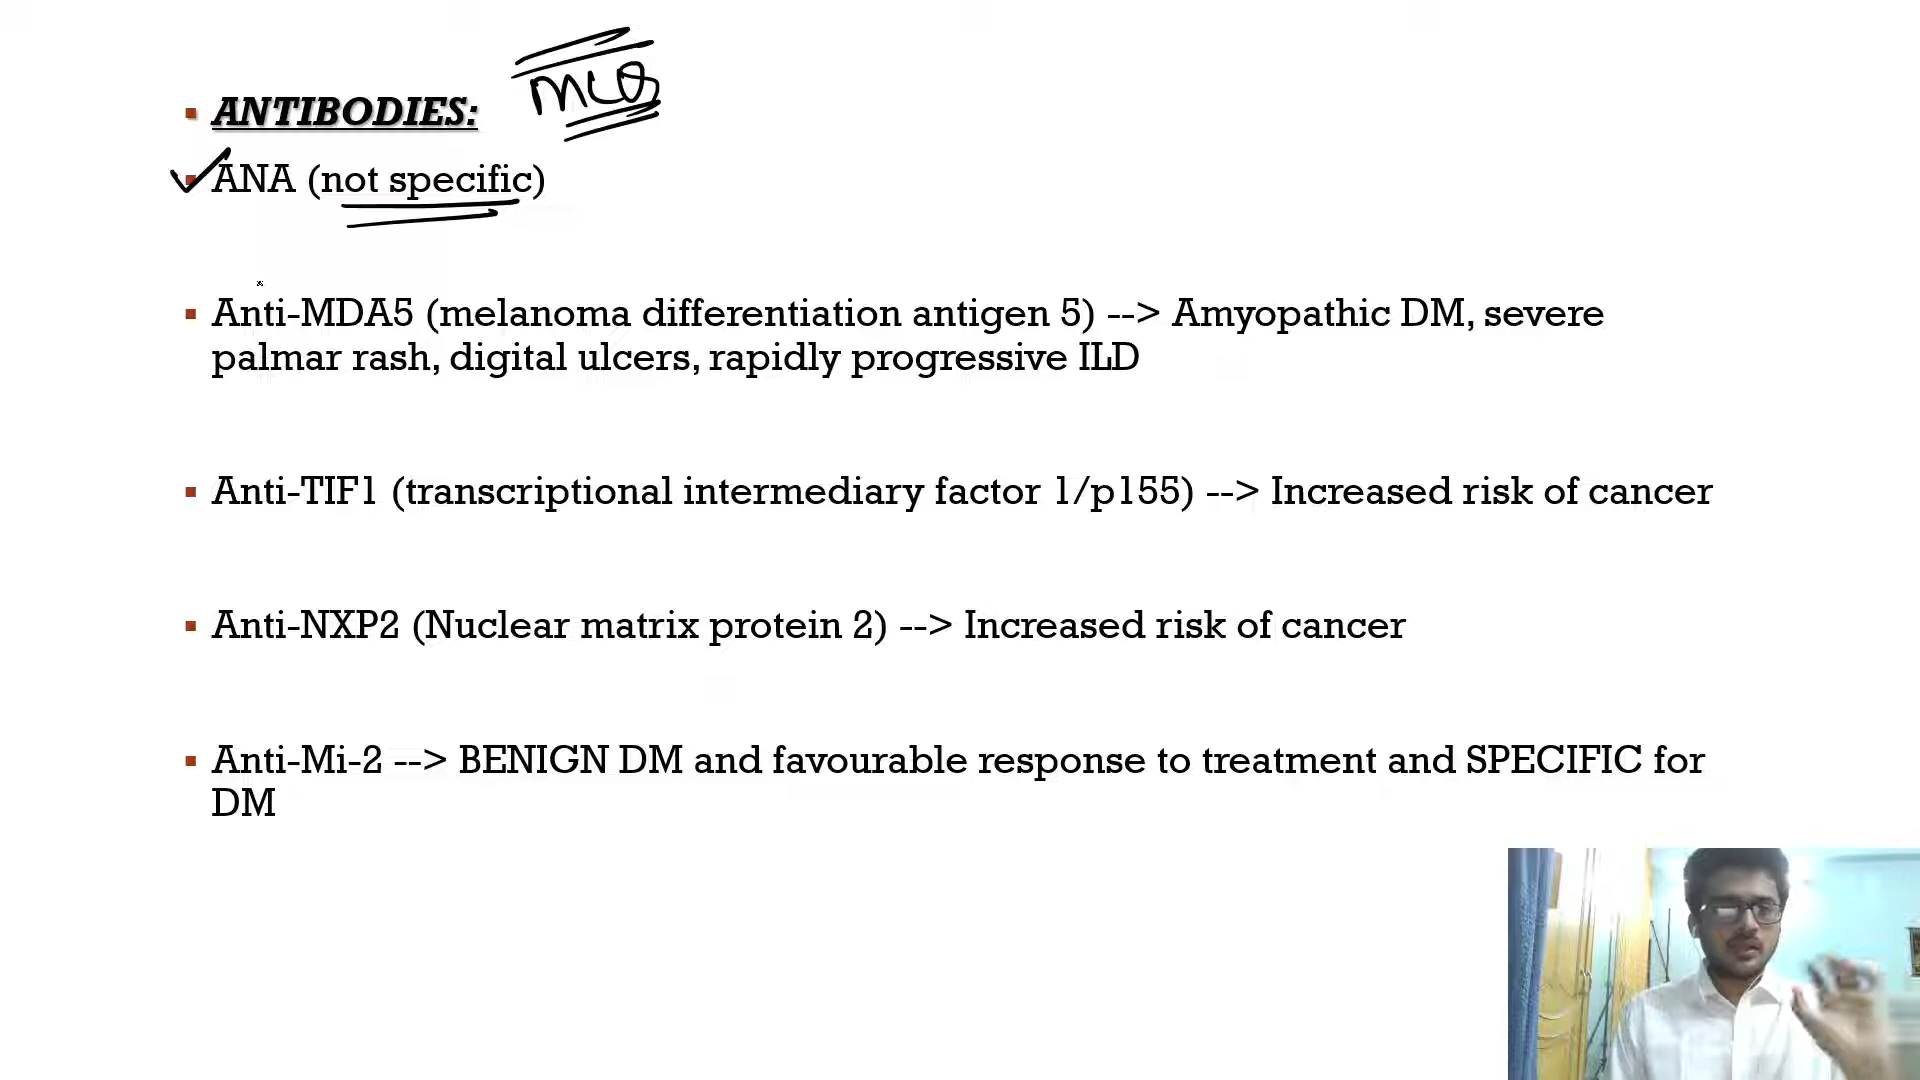 ANTIBODIES:
MCQ
ANA (not specific)
Anti-MDA5 (melanoma differentiation antigen 5) --> Amyopathic DM, severe
palmar rash, digital ulcers, rapidly progressive ILD
Anti-TIF1 (transcriptional intermediary factor 1/p155) --> Increased risk of cancer
Anti-NXP2 (Nuclear matrix protein 2) --> Increased risk of cancer
Anti-Mi-2 --> BENIGN DM and favourable response to treatment and SPECIFIC for
DM